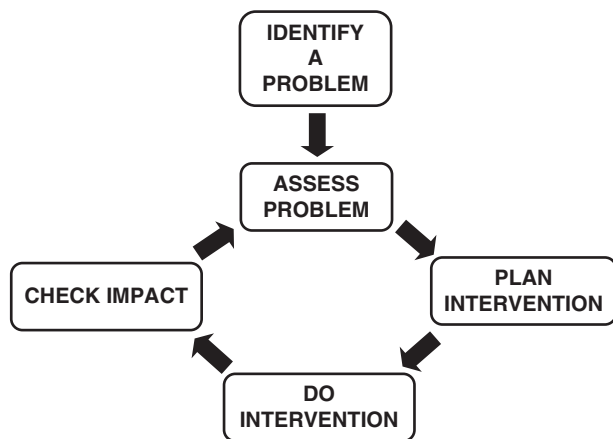 IDENTIFY
A
PROBLEM
ASSESS
PROBLEM
PLAN
INTERVENTION
DO
INTERVENTION
CHECK IMPACT